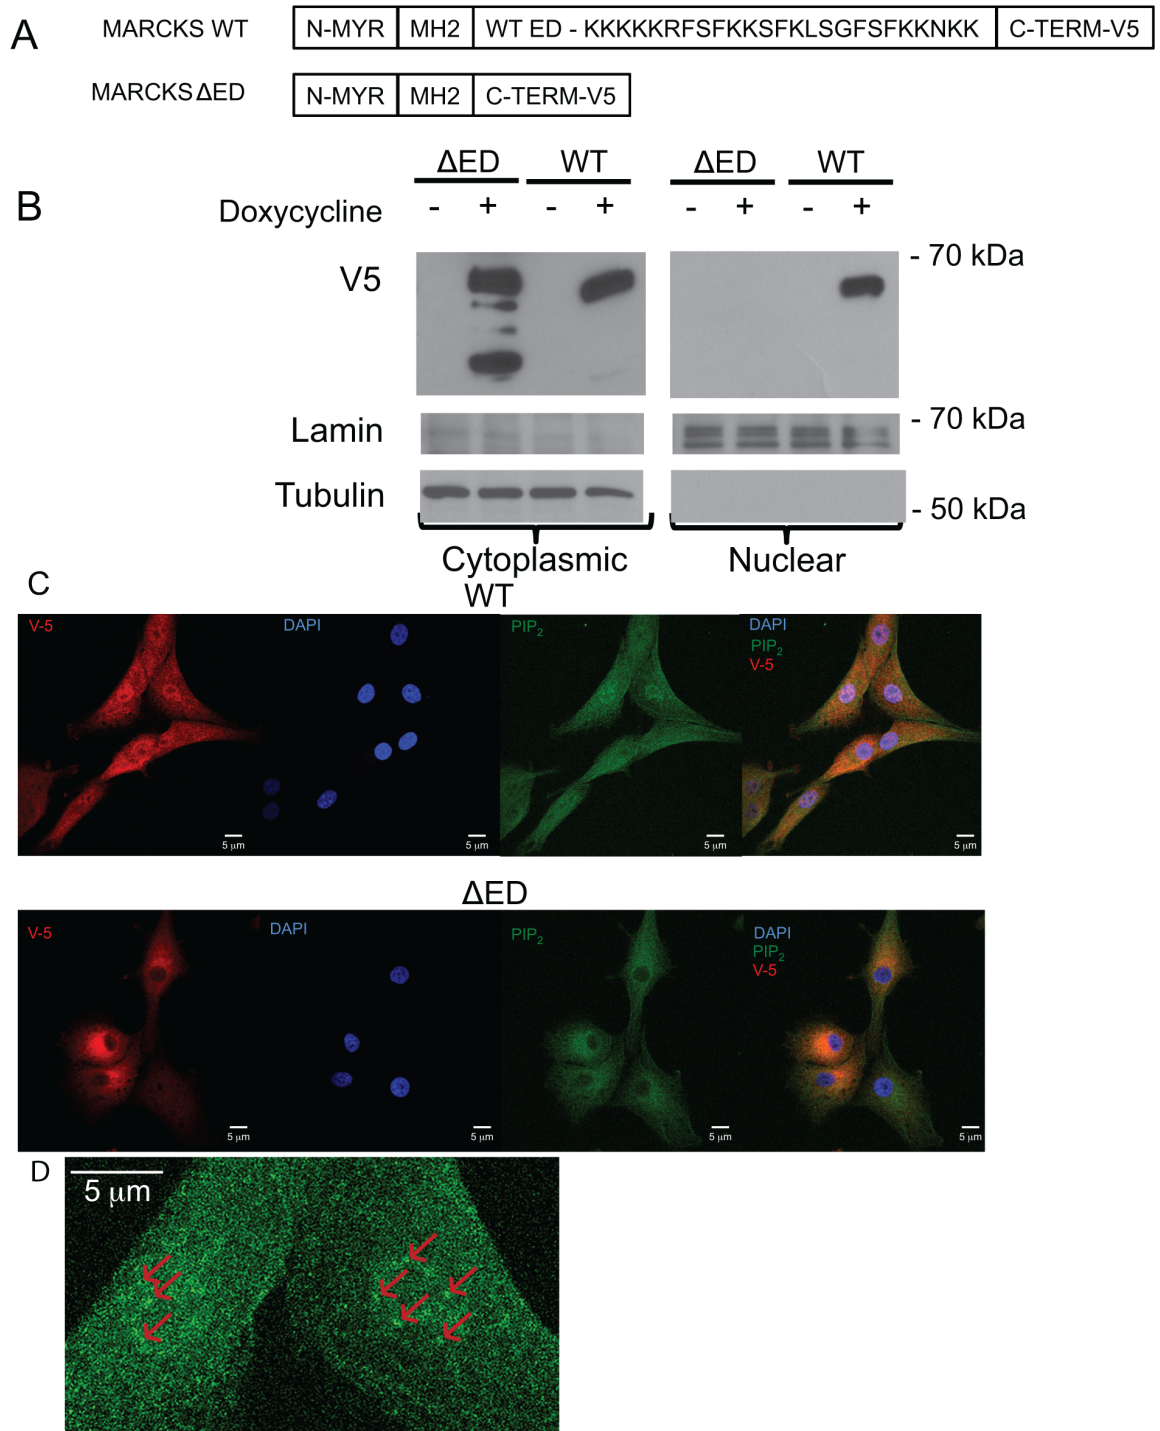 A
MARCKS WT
N-MYR MH2 WT ED - KKKKKRFSFKKSFKLSGFSFKKNKK C-TERM-V5
MARCKS ΔED
N-MYR MH2 C-TERM-V5
B
ΔED WT ΔED WT
Doxycycline - + - + - + - +
V5
- 70 kDa
Lamin
- 70 kDa
Tubulin
- 50 kDa
Cytoplasmic Nuclear
C
WT
V-5 DAPI PIP2 DAPI
PIP2
V-5
5 μm 5 μm 5 μm 5 μm
ΔED
V-5 DAPI PIP2 DAPI
PIP2
V-5
5 μm 5 μm 5 μm 5 μm
D
5 μm